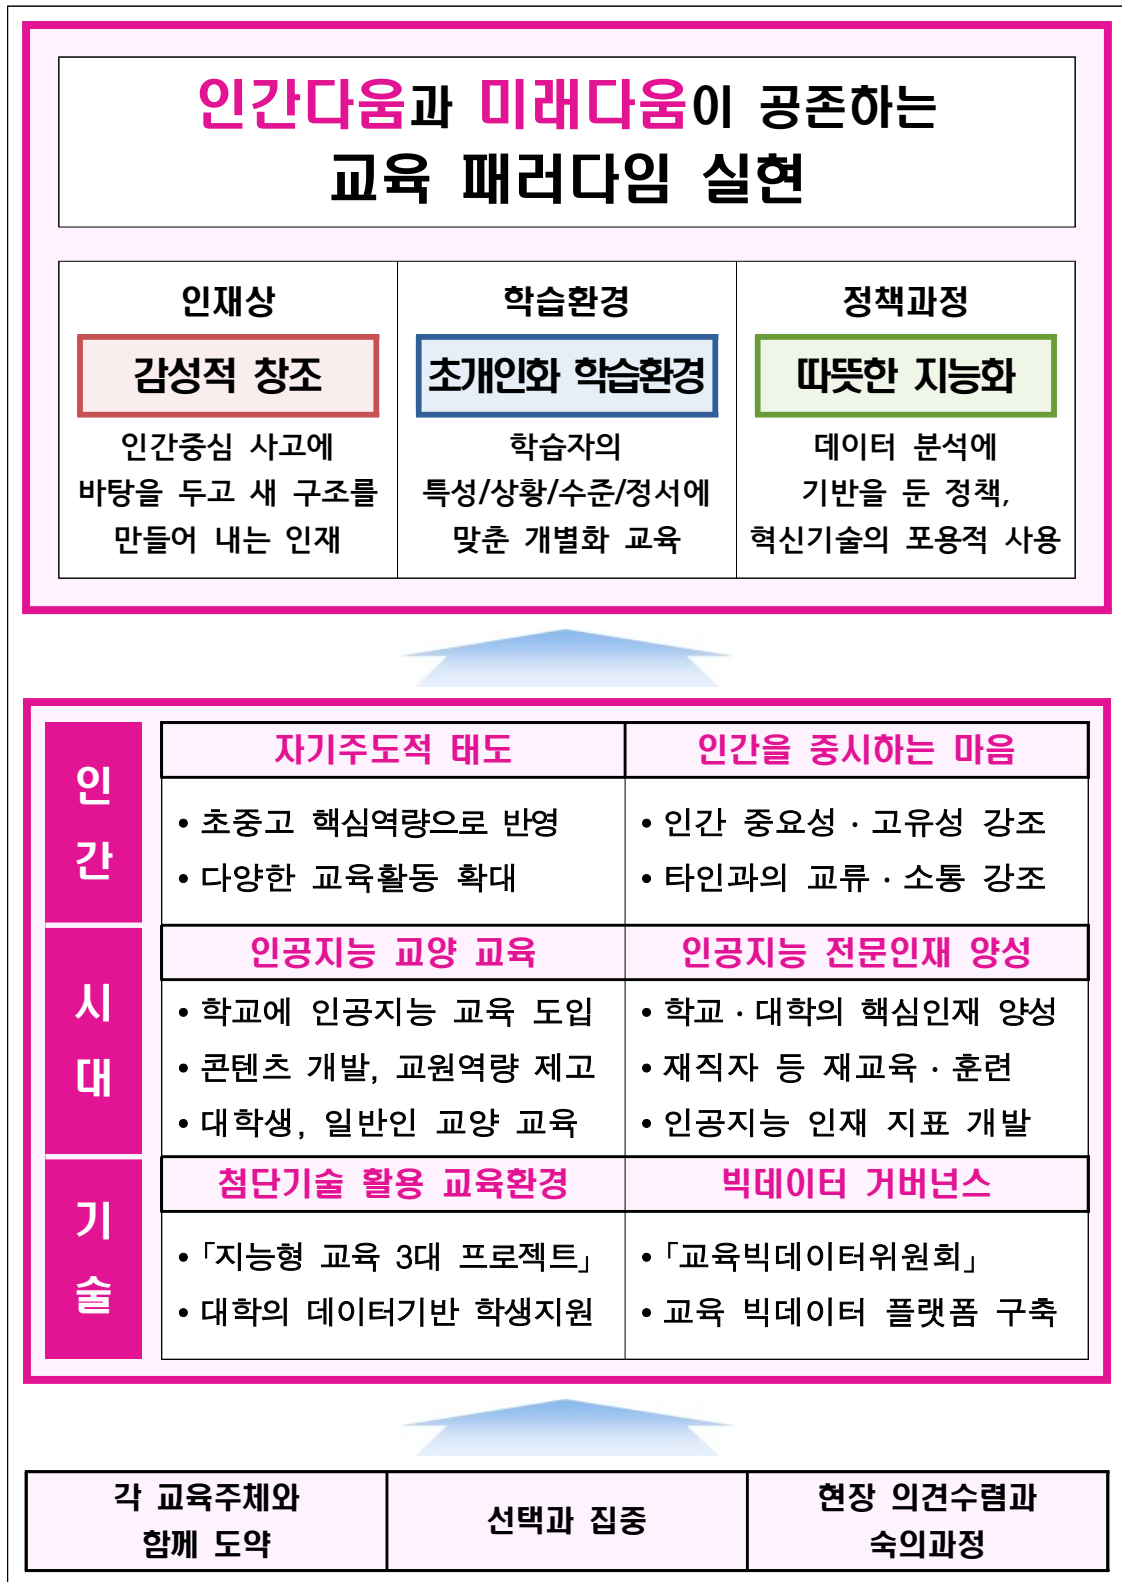 인간다움과 미래다움이 공존하는
교육 패러다임 실현
인재상
감성적 창조
인간중심 사고에
바탕을 두고 새 구조를
만들어 내는 인재
학습환경
초개인화 학습환경
학습자의
특성/상황/수준/정서에
맞춘 개별화 교육
정책과정
따뜻한 지능화
데이터 분석에
기반을 둔 정책,
혁신기술의 포용적 사용
인간
자기주도적 태도
• 초중고 핵심역량으로 반영
• 다양한 교육활동 확대
인간을 중시하는 마음
• 인간 중요성 · 고유성 강조
• 타인과의 교류 · 소통 강조
시대
인공지능 교양 교육
• 학교에 인공지능 교육 도입
• 콘텐츠 개발, 교원역량 제고
• 대학생, 일반인 교양 교육
인공지능 전문인재 양성
• 학교 · 대학의 핵심인재 양성
• 재직자 등 재교육 · 훈련
• 인공지능 인재 지표 개발
기술
첨단기술 활용 교육환경
• 「지능형 교육 3대 프로젝트」
• 대학의 데이터기반 학생지원
빅데이터 거버넌스
• 「교육빅데이터위원회」
• 교육 빅데이터 플랫폼 구축
각 교육주체와
함께 도약
선택과 집중
현장 의견수렴과
숙의과정